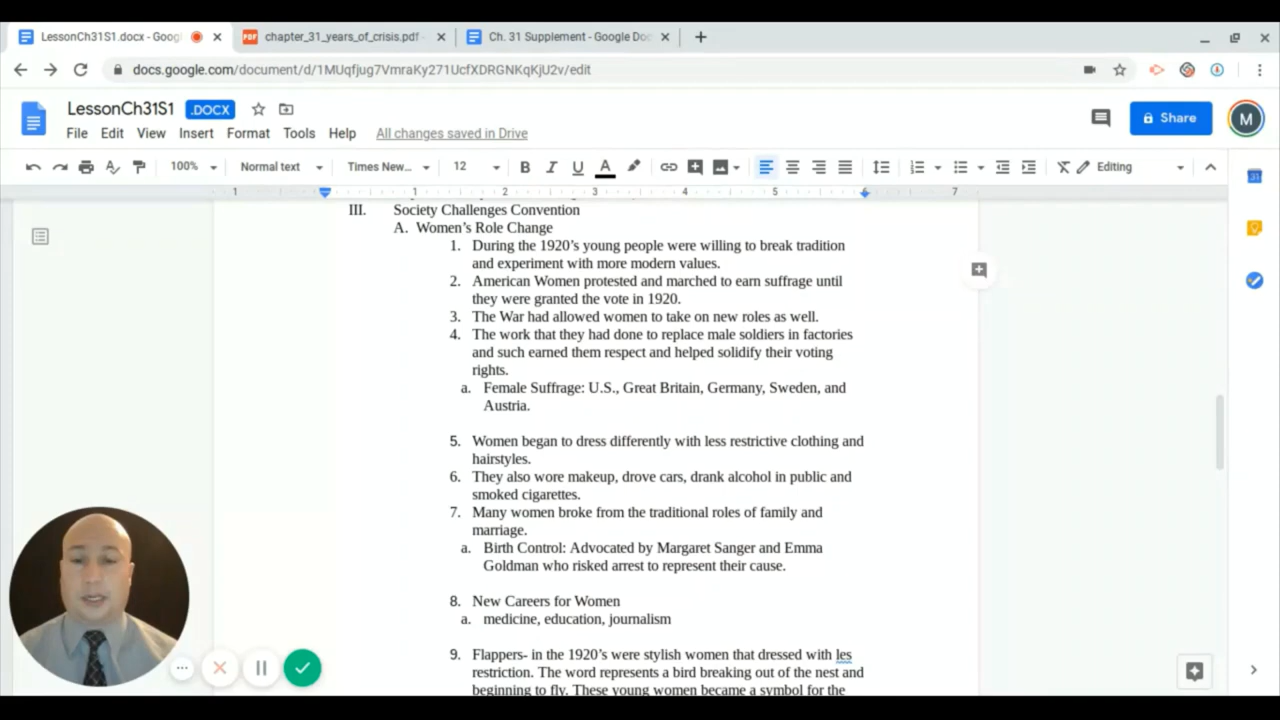 LessonCh31S1.docx - Goog
chapter_31_years_of_crisis.pdf -
Ch. 31 Supplement - Google Doc
docs.google.com/document/d/1MUqfjug7VmraKy271UcfXDRGNKqKjU2v/edit
LessonCh31S1 .DOCX
Share
M
File Edit View Insert Format Tools Help All changes saved in Drive
100% Normal text Times New... 12 B I U A Editing
1 1 2 3 4 5 7
31
III. Society Challenges Convention
A. Women's Role Change
1. During the 1920's young people were willing to break tradition
and experiment with more modern values.
2. American Women protested and marched to earn suffrage until
they were granted the vote in 1920.
3. The War had allowed women to take on new roles as well.
4. The work that they had done to replace male soldiers in factories
and such earned them respect and helped solidify their voting
rights.
a. Female Suffrage: U.S., Great Britain, Germany, Sweden, and
Austria.
5. Women began to dress differently with less restrictive clothing and
hairstyles.
6. They also wore makeup, drove cars, drank alcohol in public and
smoked cigarettes.
7. Many women broke from the traditional roles of family and
marriage.
a. Birth Control: Advocated by Margaret Sanger and Emma
Goldman who risked arrest to represent their cause.
8. New Careers for Women
a. medicine, education, journalism
9. Flappers- in the 1920's were stylish women that dressed with les
restriction. The word represents a bird breaking out of the nest and
beginning to fly. These young women became a symbol for the